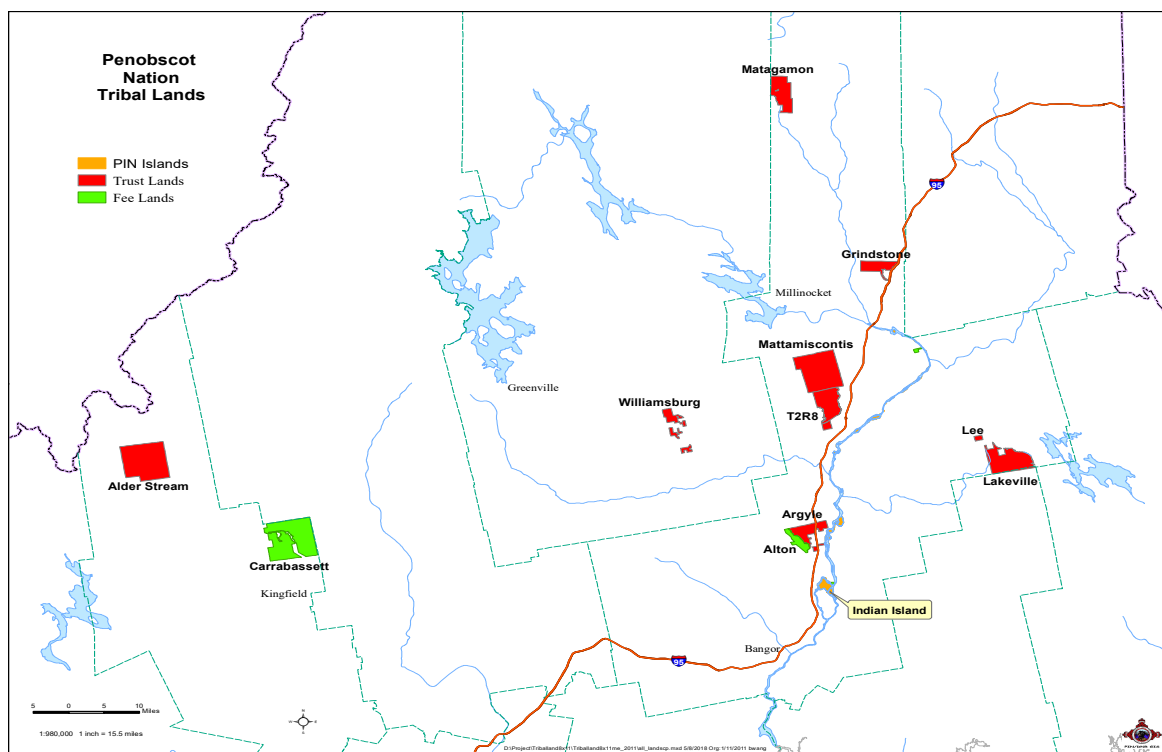 Penobscot
Nation
Tribal Lands
PIN Islands
Trust Lands
Fee Lands
Matagamon
95
Grindstone
Millinocket
Mattamiscontis
Greenville
Williamsburg
T2R8
Lee
Lakeville
Alder Stream
Argyle
Alton
Carrabassett
Kingfield
Indian Island
Bangor
95
5 0 5 10 Miles
1:980,000 1 inch = 15.5 miles
N
W E
S